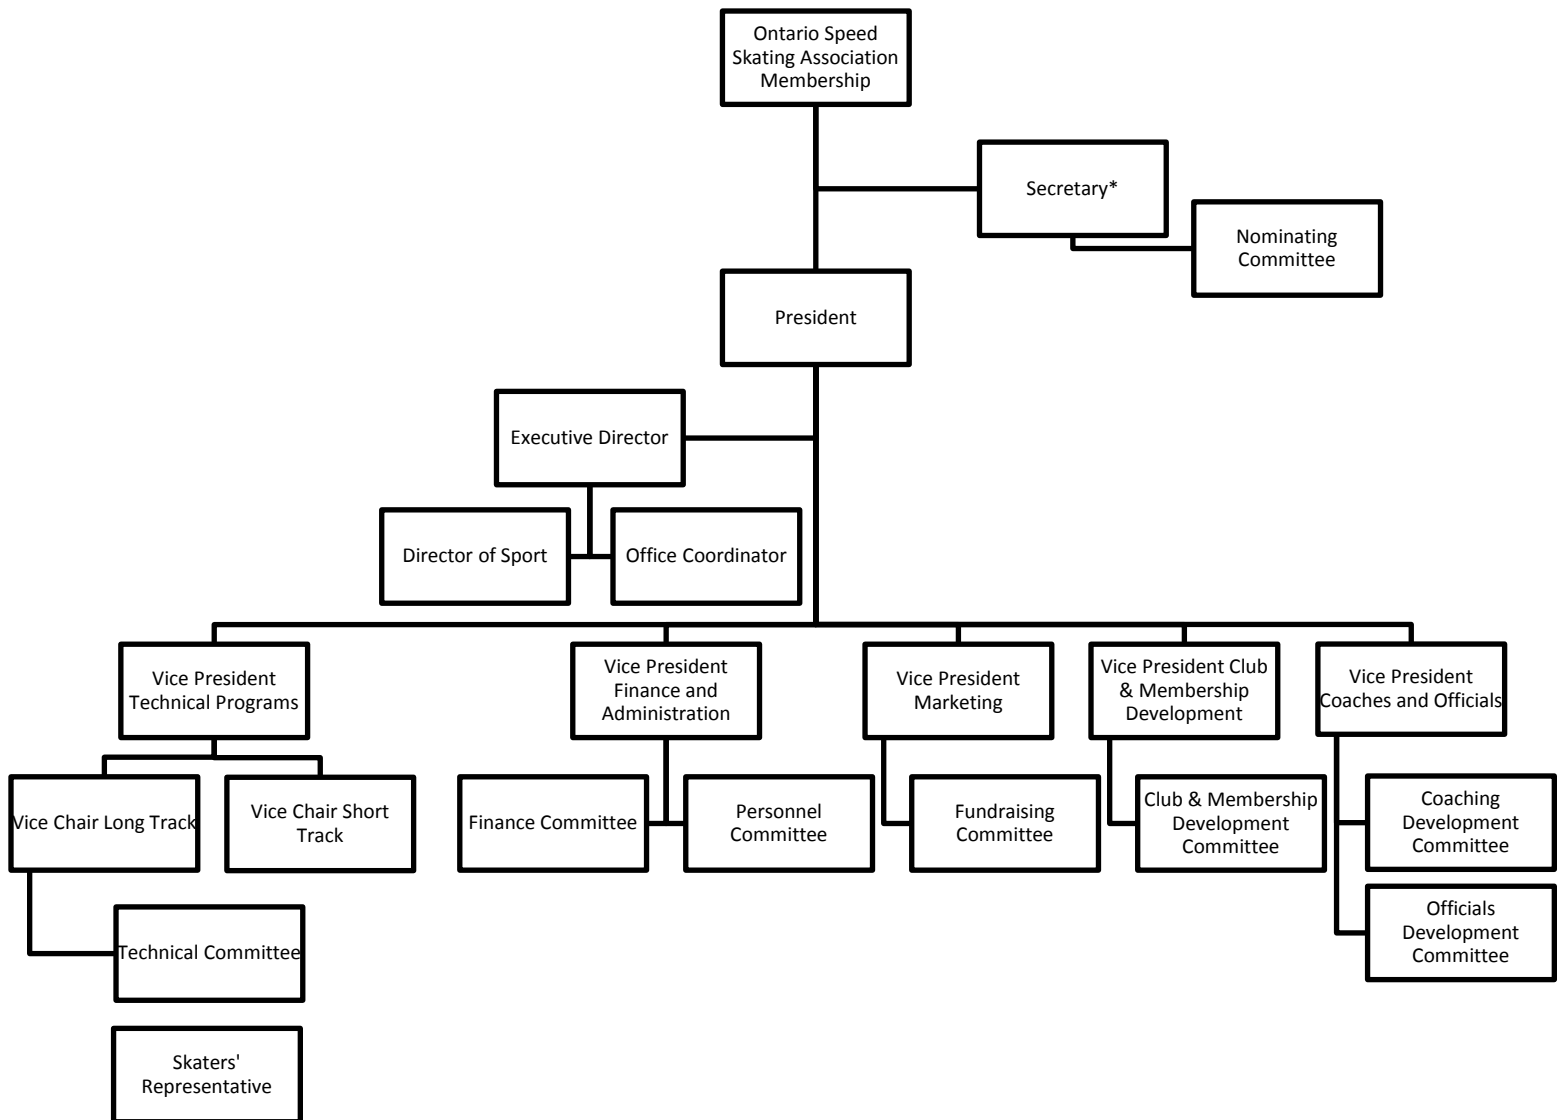 Ontario Speed
Skating Association
Membership
Secretary*
Nominating
Committee
President
Executive Director
Director of Sport
Office Coordinator
Vice President
Technical Programs
Vice President
Finance and
Administration
Vice President
Marketing
Vice President Club
& Membership
Development
Vice President
Coaches and Officials
Vice Chair Long Track
Vice Chair Short
Track
Finance Committee
Personnel
Committee
Fundraising
Committee
Club & Membership
Development
Committee
Coaching
Development
Committee
Technical Committee
Officials
Development
Committee
Skaters'
Representative